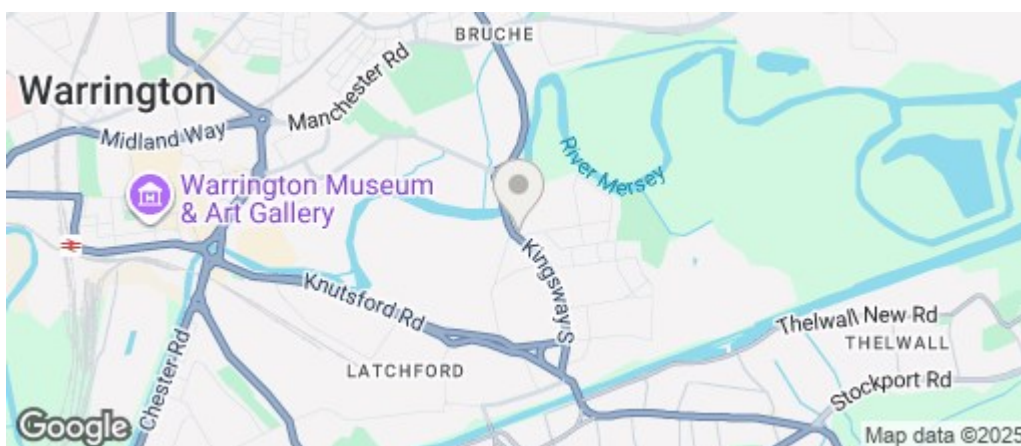 BRUCHE
Manchester Rd
Warrington
Midland Way
River Mersey
Warrington Museum
& Art Gallery
Kingsway S
Knutsford Rd
Thelwall New Rd
THELWALL
Chester Rd
LATCHFORD
Stockport Rd
Google
Map data ©2025